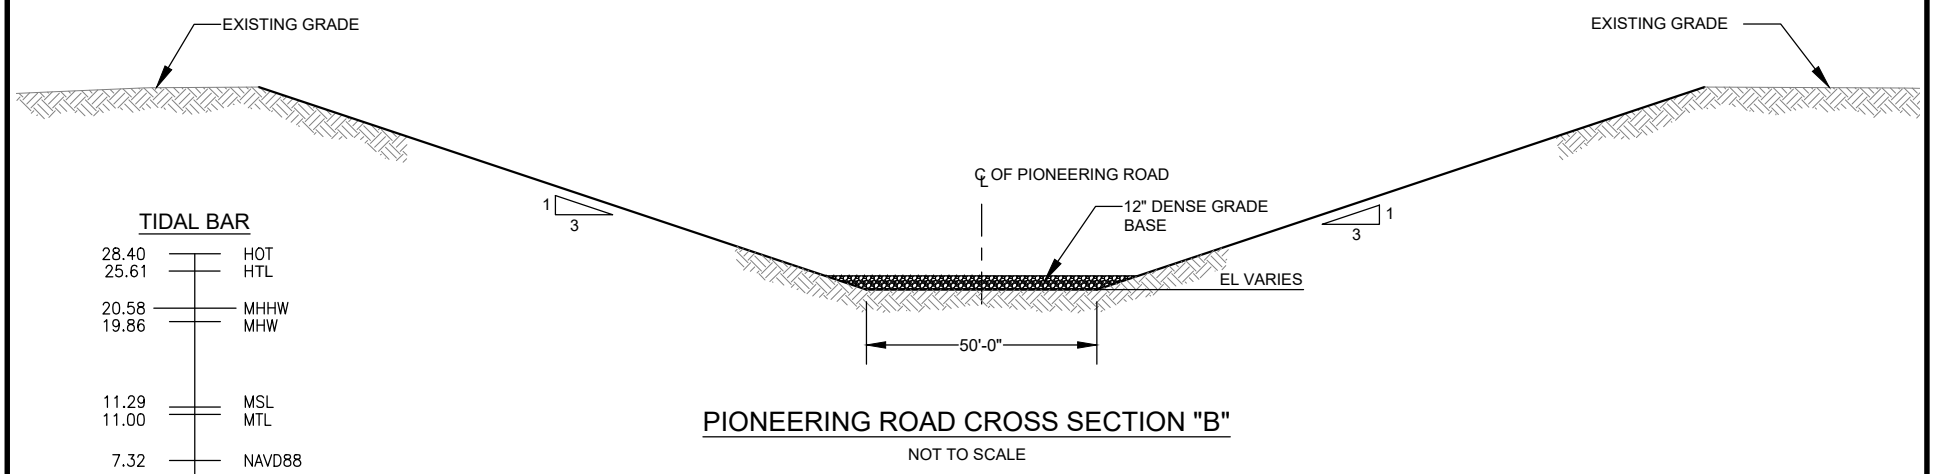 EXISTING GRADE
EXISTING GRADE
℄ OF PIONEERING ROAD
12" DENSE GRADE
BASE
1
3
1
3
EL VARIES
50'-0"
TIDAL BAR
28.40 HOT
25.61 HTL
20.58 MHHW
19.86 MHW
11.29 MSL
11.00 MTL
7.32 NAVD88
PIONEERING ROAD CROSS SECTION "B"
NOT TO SCALE